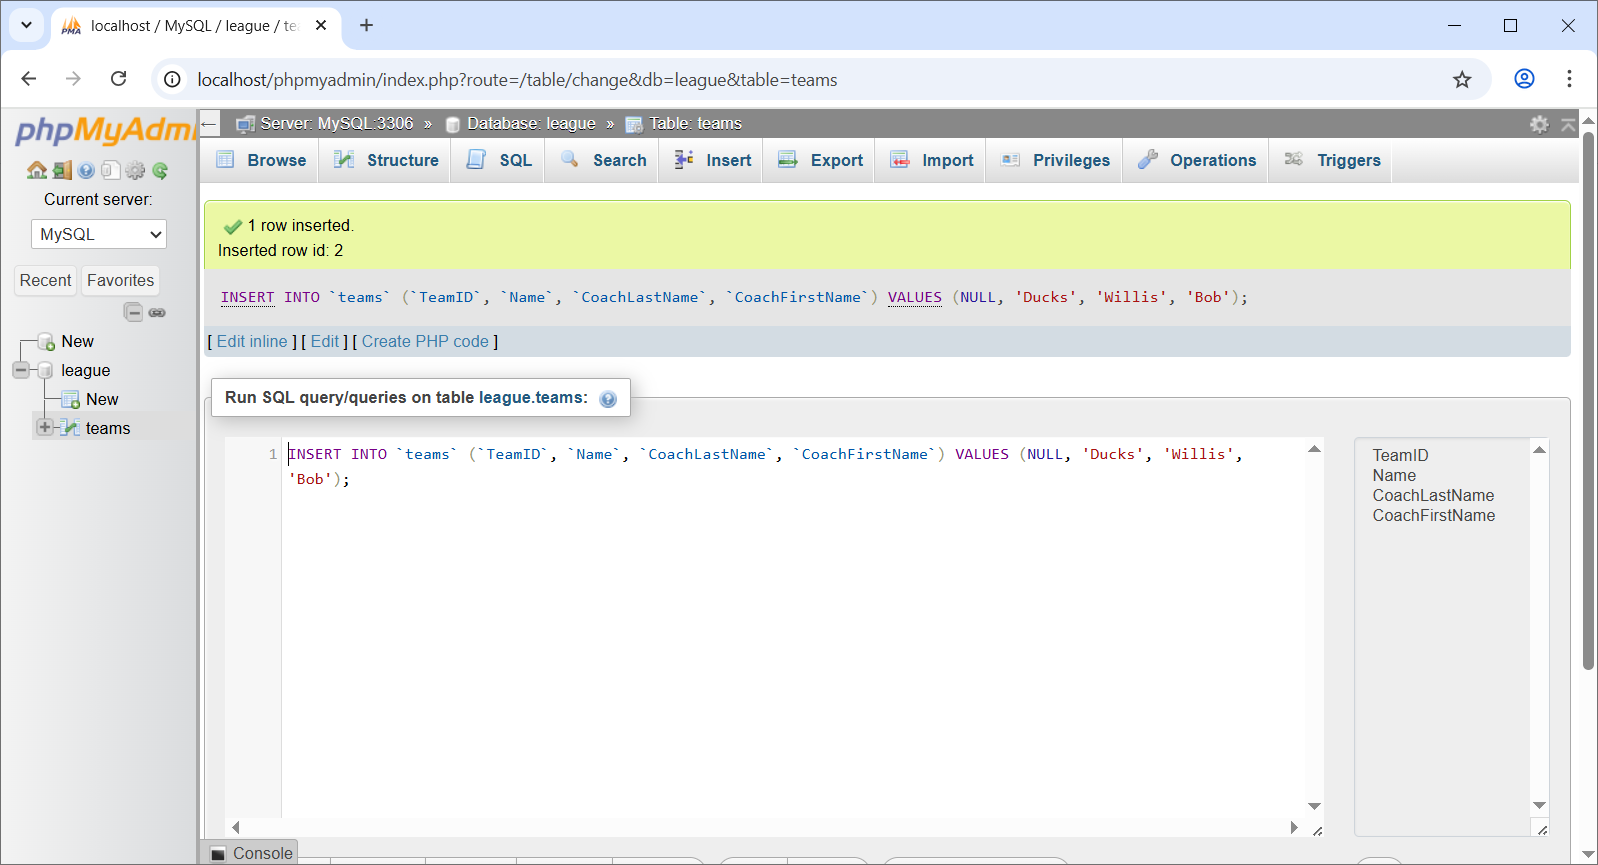 localhost / MySQL / league / te
localhost/phpmyadmin/index.php?route=/table/change&db=league&table=teams
phpMyAdm
Current server:
MySQL
Recent
Favorites
New
league
New
teams
Server: MySQL:3306 » Database: league » Table: teams
Browse
Structure
SQL
Search
Insert
Export
Import
Privileges
Operations
Triggers
1 row inserted.
Inserted row id: 2
INSERT INTO `teams` (`TeamID`, `Name`, `CoachLastName`, `CoachFirstName`) VALUES (NULL, 'Ducks', 'Willis', 'Bob');
[ Edit inline ] [ Edit ] [ Create PHP code ]
Run SQL query/queries on table league.teams:
1
INSERT INTO `teams` (`TeamID`, `Name`, `CoachLastName`, `CoachFirstName`) VALUES (NULL, 'Ducks', 'Willis',
'Bob');
TeamID
Name
CoachLastName
CoachFirstName
Console